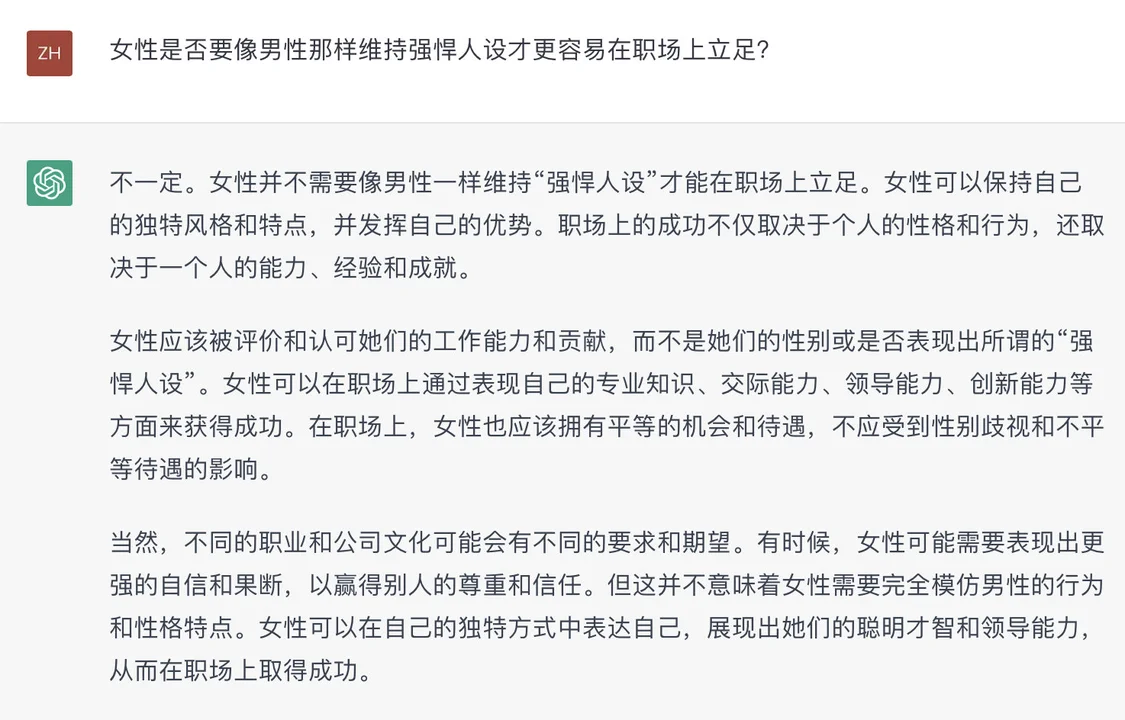 ZH
女性是否要像男性那样维持强悍人设才更容易在职场上立足？
不一定。女性并不需要像男性一样维持“强悍人设”才能在职场上立足。女性可以保持自己
的独特风格和特点，并发挥自己的优势。职场上的成功不仅取决于个人的性格和行为，还取
决于一个人的能力、经验和成就。
女性应该被评价和认可她们的工作能力和贡献，而不是她们的性别或是否表现出所谓的“强
悍人设”。女性可以在职场上通过表现自己的专业知识、交际能力、领导能力、创新能力等
方面来获得成功。在职场上，女性也应该拥有平等的机会和待遇，不应受到性别歧视和不平
等待遇的影响。
当然，不同的职业和公司文化可能会有不同的要求和期望。有时候，女性可能需要表现出更
强的自信和果断，以赢得别人的尊重和信任。但这并不意味着女性需要完全模仿男性的行为
和性格特点。女性可以在自己的独特方式中表达自己，展现出她们的聪明才智和领导能力，
从而在职场上取得成功。